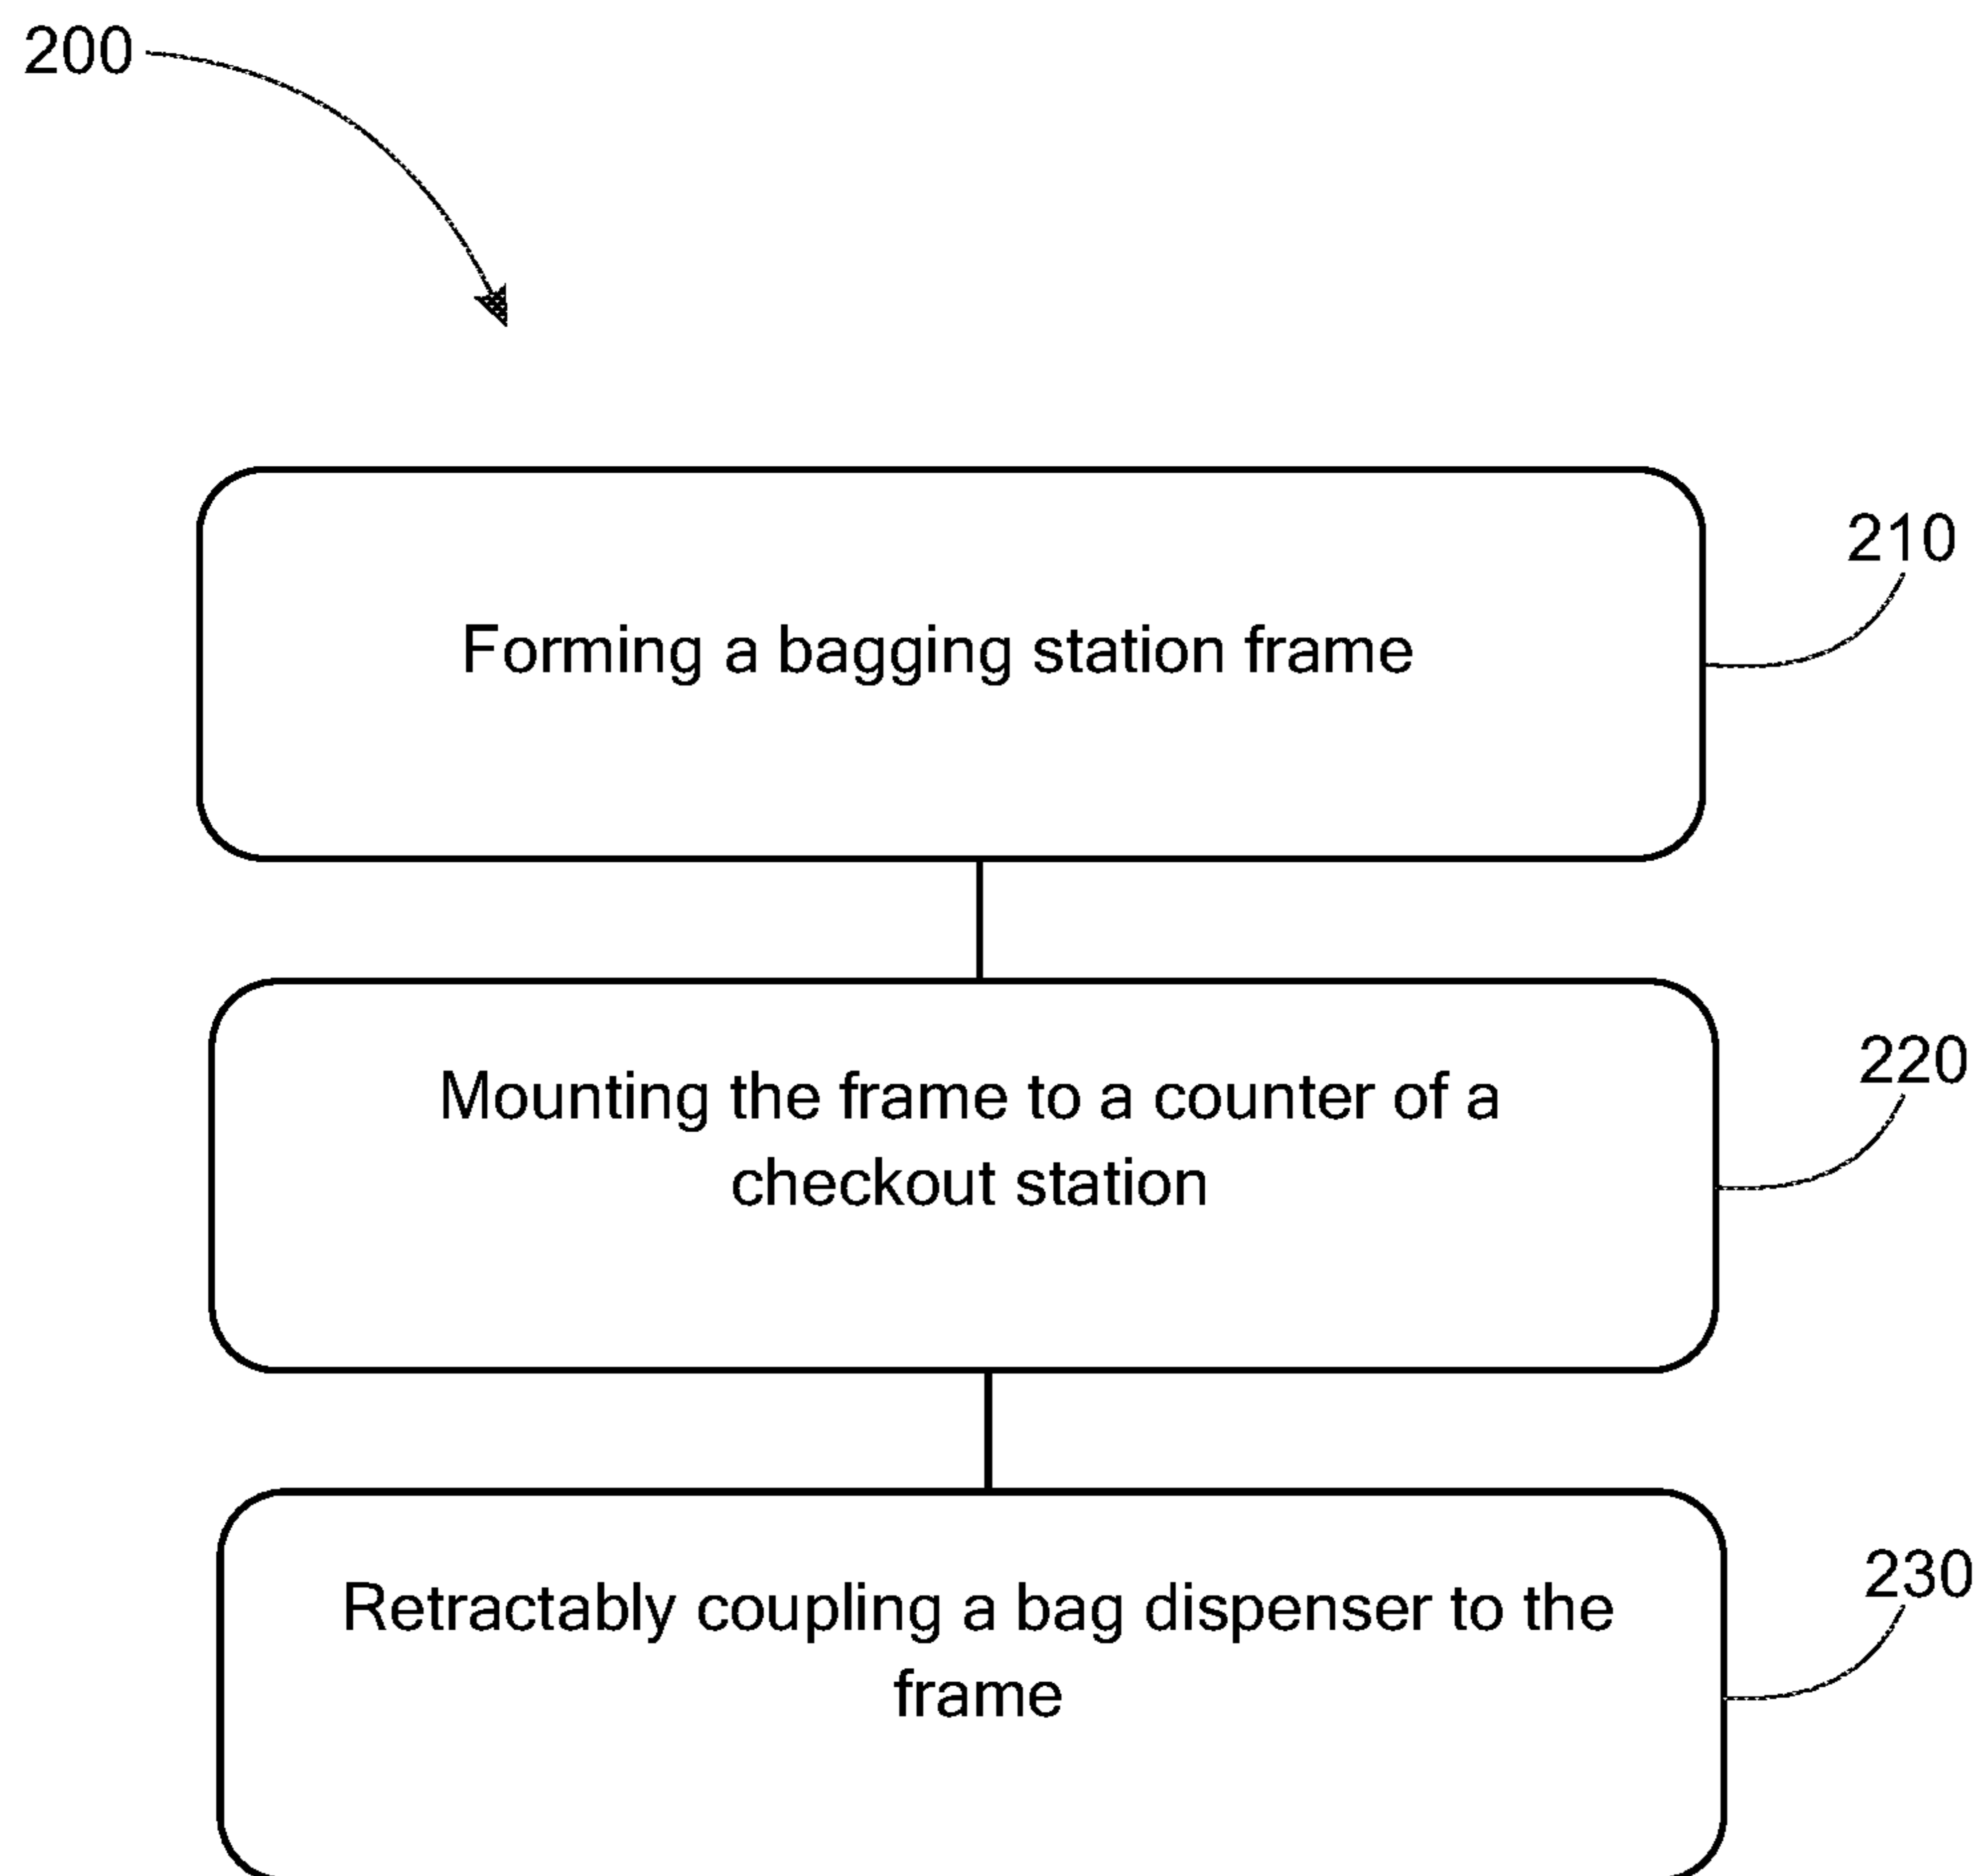 200
210
Forming a bagging station frame
220
Mounting the frame to a counter of a
checkout station
230
Retractably coupling a bag dispenser to the
frame